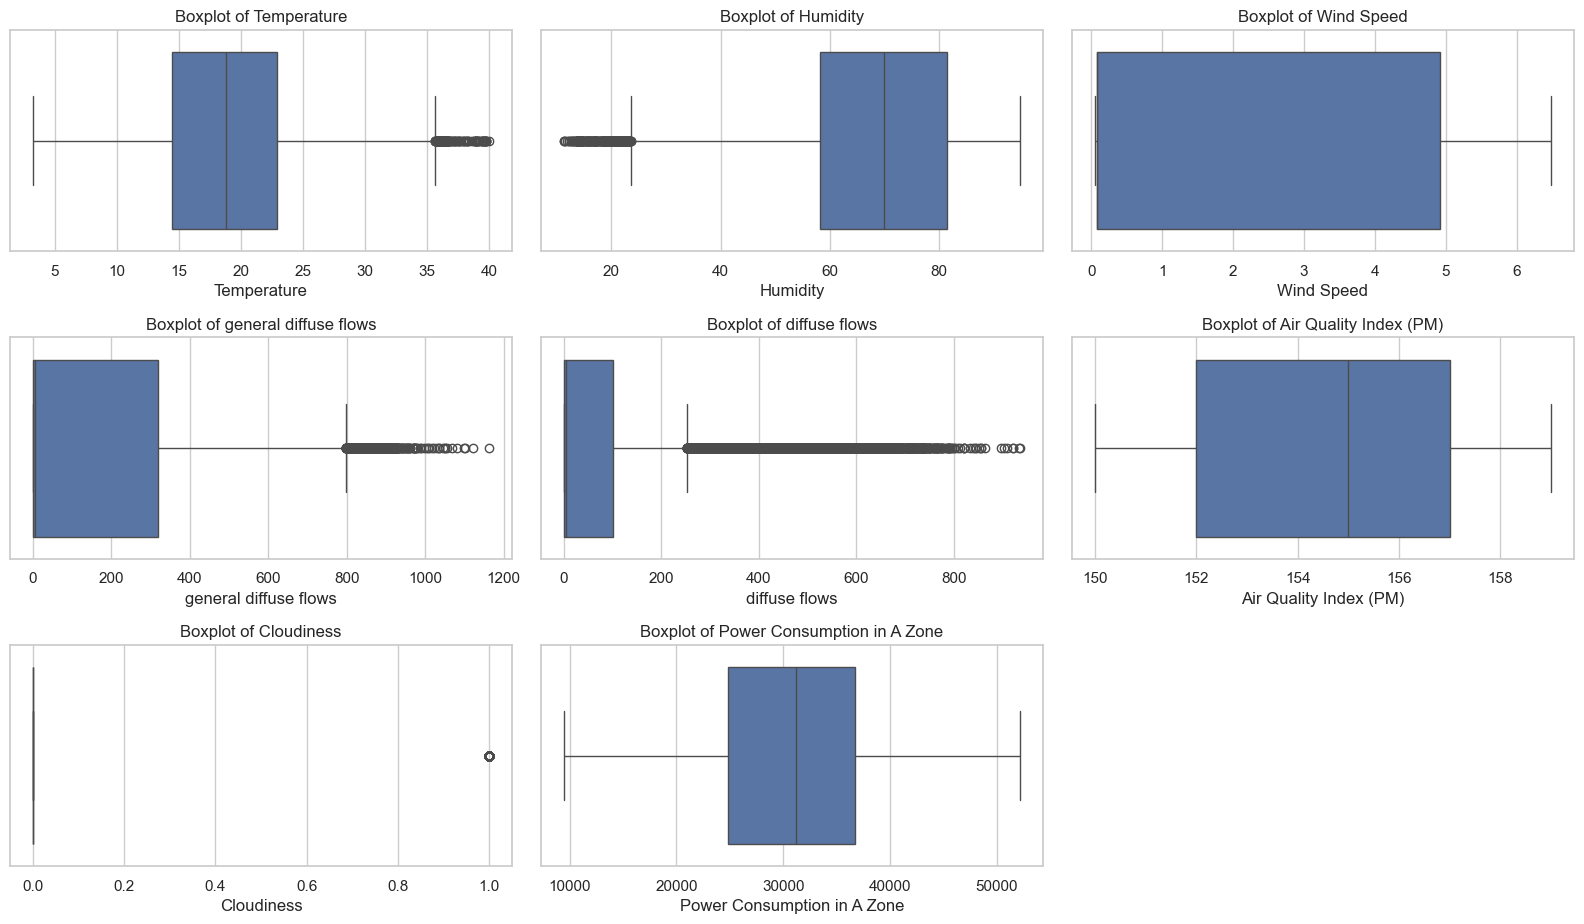 Boxplot of Temperature
5 10 15 20 25 30 35 40
Temperature
Boxplot of Humidity
20 40 60 80
Humidity
Boxplot of Wind Speed
0 1 2 3 4 5 6
Wind Speed
Boxplot of general diffuse flows
0 200 400 600 800 1000 1200
general diffuse flows
Boxplot of diffuse flows
0 200 400 600 800
diffuse flows
Boxplot of Air Quality Index (PM)
150 152 154 156 158
Air Quality Index (PM)
Boxplot of Cloudiness
0.0 0.2 0.4 0.6 0.8 1.0
Cloudiness
Boxplot of Power Consumption in A Zone
10000 20000 30000 40000 50000
Power Consumption in A Zone